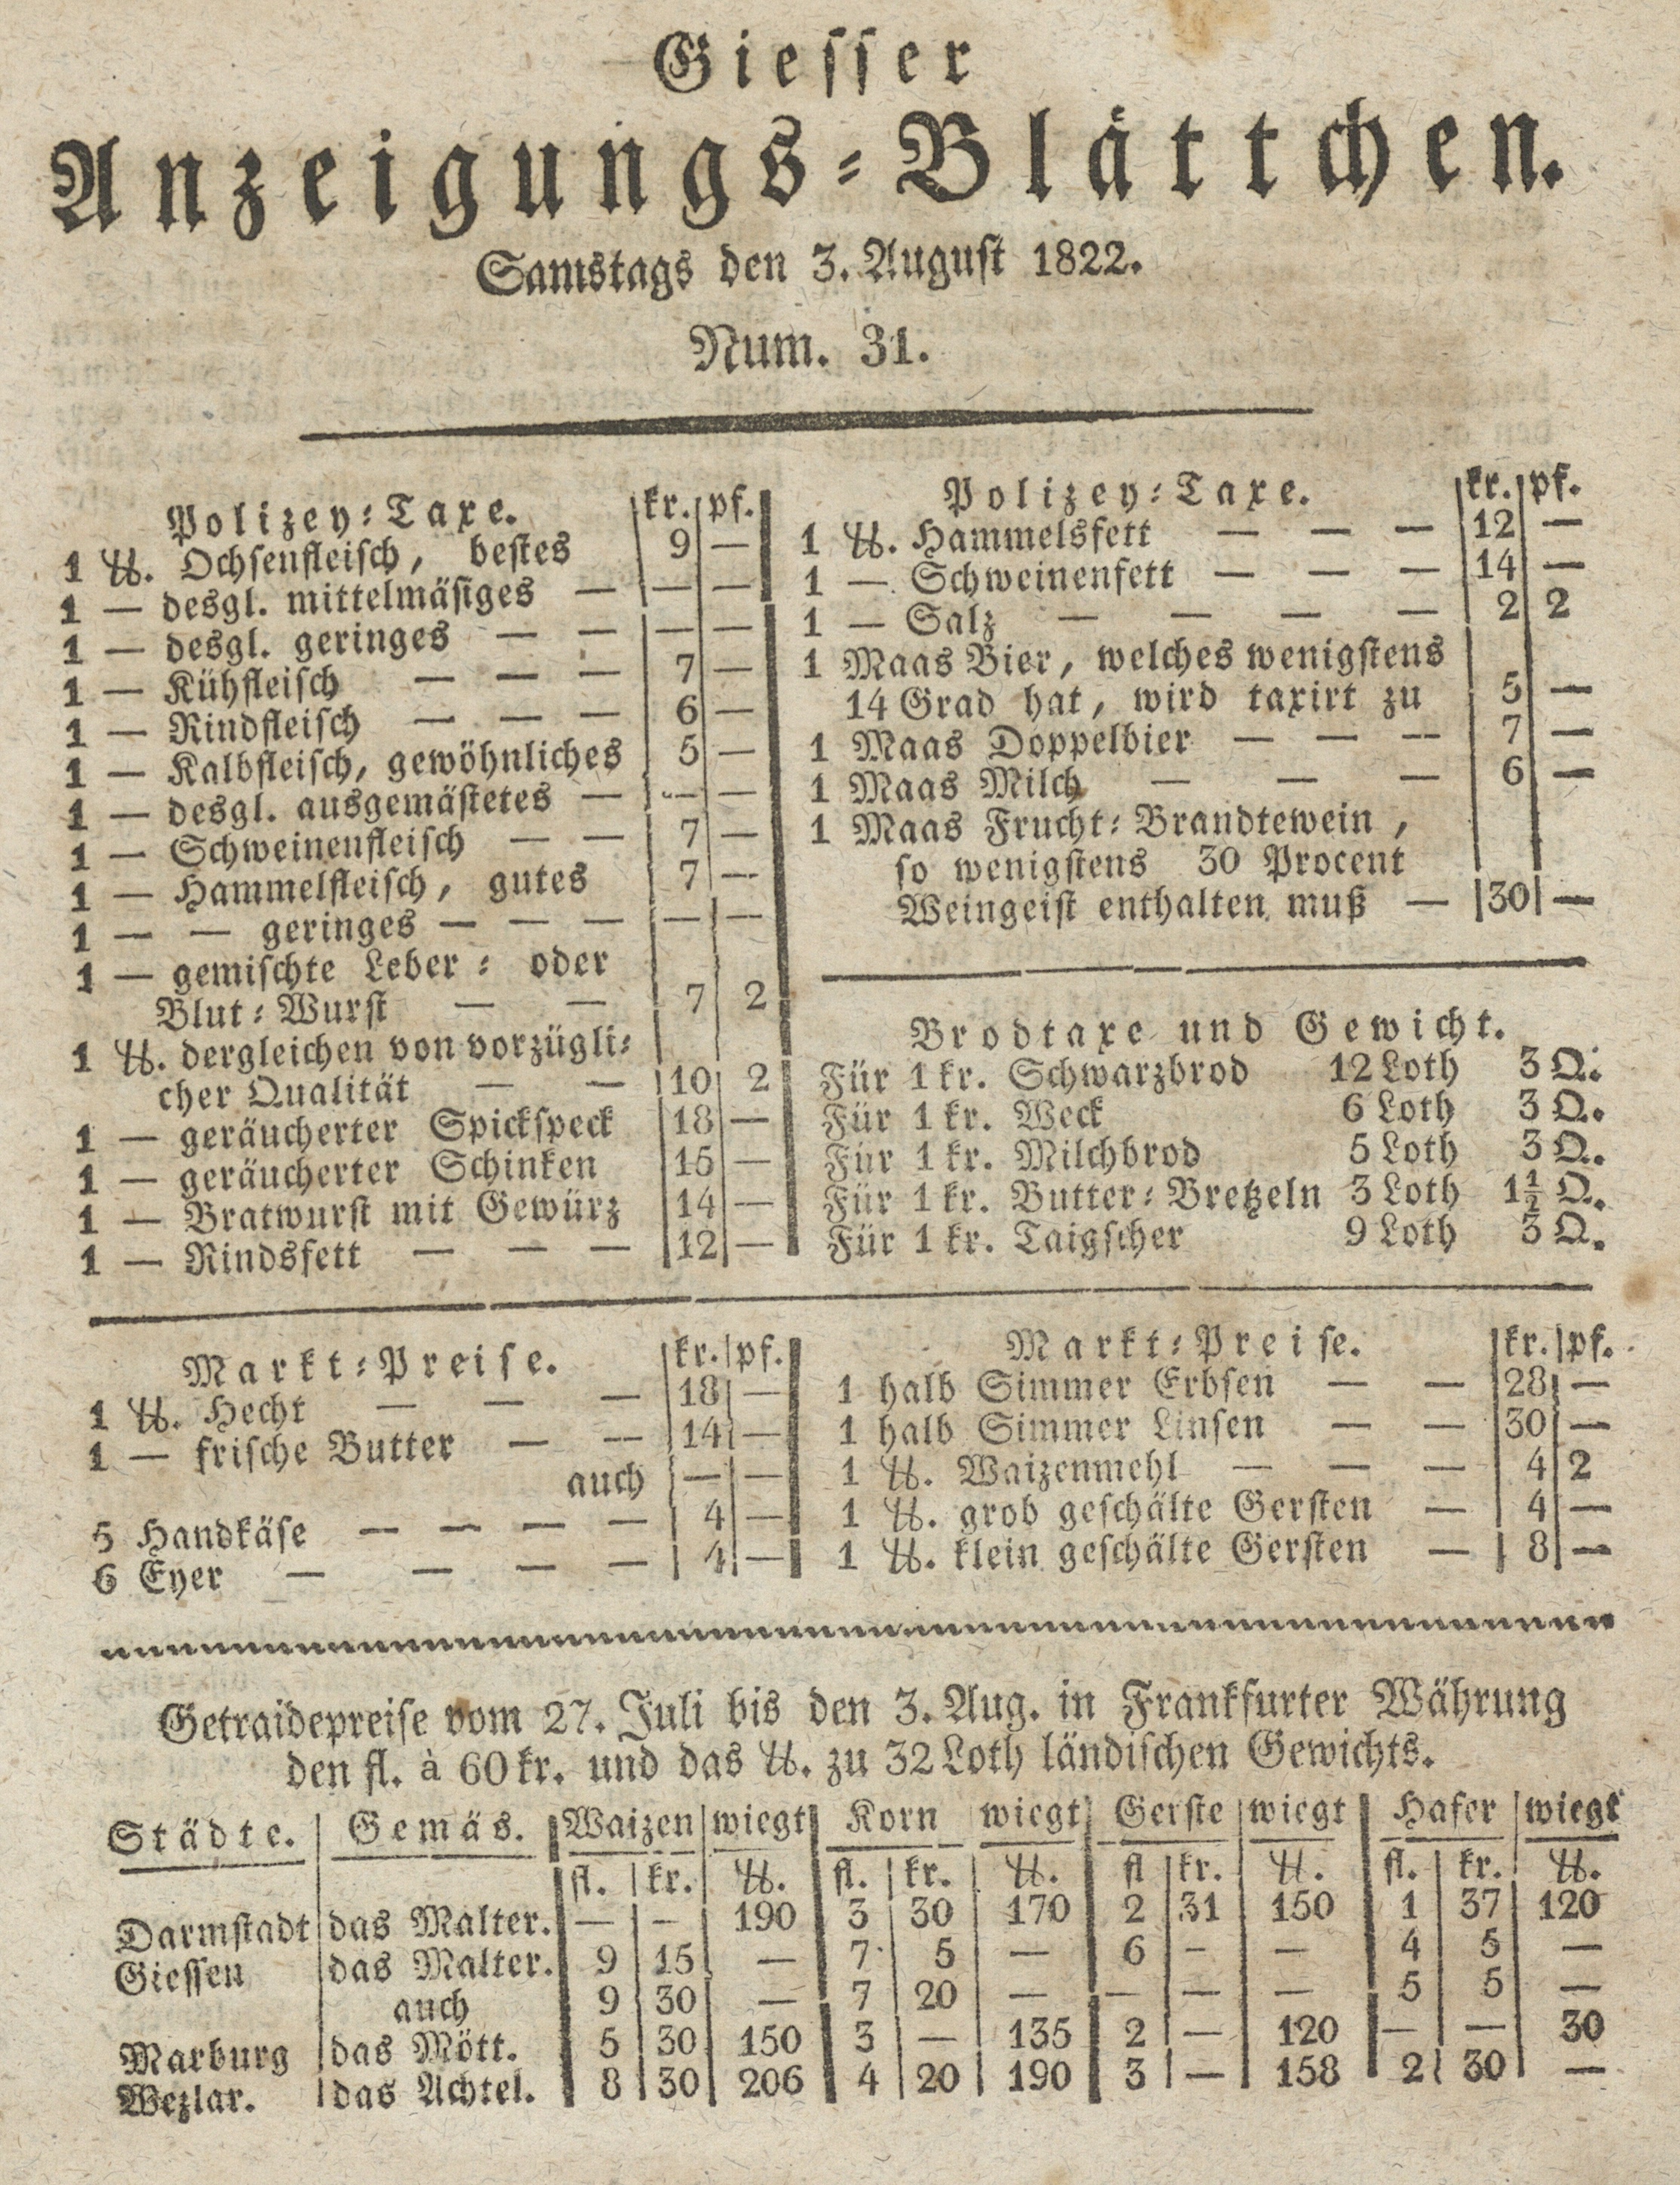 Giesser
Anzeigungs-Blättchen.
Samstags den 3. August 1822.
Num. 31.
Polizey-Taxe. kr. pf.
1 ℔. Ochsenfleisch, bestes 9 —
1 — desgl. mittelmäsiges — — —
1 — desgl. geringes — — — —
1 — Kühfleisch — — — 7 —
1 — Rindfleisch — — — 6 —
1 — Kalbfleisch, gewöhnliches 5 —
1 — desgl. ausgemästetes — — —
1 — Schweinenfleisch — — 7 —
1 — Hammelfleisch, gutes 7 —
1 — — geringes — — — — —
1 — gemischte Leber- oder
Blut-Wurst — — 7 2
1 ℔. dergleichen von vorzügli-
cher Qualität — — 10 2
1 — geräucherter Spickspeck 18 —
1 — geräucherter Schinken 15 —
1 — Bratwurst mit Gewürz 14 —
1 — Rindsfett — — — 12 —
Polizey-Taxe. kr. pf.
1 ℔. Hammelsfett — — — 12 —
1 — Schweinenfett — — — 14 —
1 — Salz — — — — 2 2
1 Maas Bier, welches wenigstens
14 Grad hat, wird taxirt zu 5 —
1 Maas Doppelbier — — — 7 —
1 Maas Milch — — — 6 —
1 Maas Frucht-Brandtewein,
so wenigstens 30 Procent
Weingeist enthalten muß — 30 —
Brodtaxe und Gewicht.
Für 1 kr. Schwarzbrod 12 Loth 3 Q.
Für 1 kr. Weck 6 Loth 3 Q.
Für 1 kr. Milchbrod 5 Loth 3 Q.
Für 1 kr. Butter-Bretzeln 3 Loth 1½ Q.
Für 1 kr. Taigscher 9 Loth 3 Q.
Markt-Preise. kr. pf.
1 ℔. Hecht — — — 18 —
1 — frische Butter — — 14 —
auch — —
5 Handkäse — — — — 4 —
6 Eyer — — — — 4 —
Markt-Preise. kr. pf.
1 halb Simmer Erbsen — — 28 —
1 halb Simmer Linsen — — 30 —
1 ℔. Waizenmehl — — — 4 2
1 ℔. grob geschälte Gersten — 4 —
1 ℔. klein geschälte Gersten — 8 —
Getraidepreise vom 27. Juli bis den 3. Aug. in Frankfurter Währung
den fl. à 60 kr. und das ℔. zu 32 Loth ländischen Gewichts.
Städte. Gemäs. Waizen wiegt Korn wiegt Gerste wiegt Hafer wiegt
fl. kr. ℔. fl. kr. ℔. fl kr. ℔. fl. kr. ℔.
Darmstadt das Malter. — — 190 3 30 170 2 31 150 1 37 120
Giessen das Malter. 9 15 — 7 5 — 6 — — 4 5 —
auch 9 30 — 7 20 — — — — 5 5 —
Marburg das Mött. 5 30 150 3 — 135 2 — 120 — — 30
Wezlar. das Achtel. 8 30 206 4 20 190 3 — 158 2 30 —